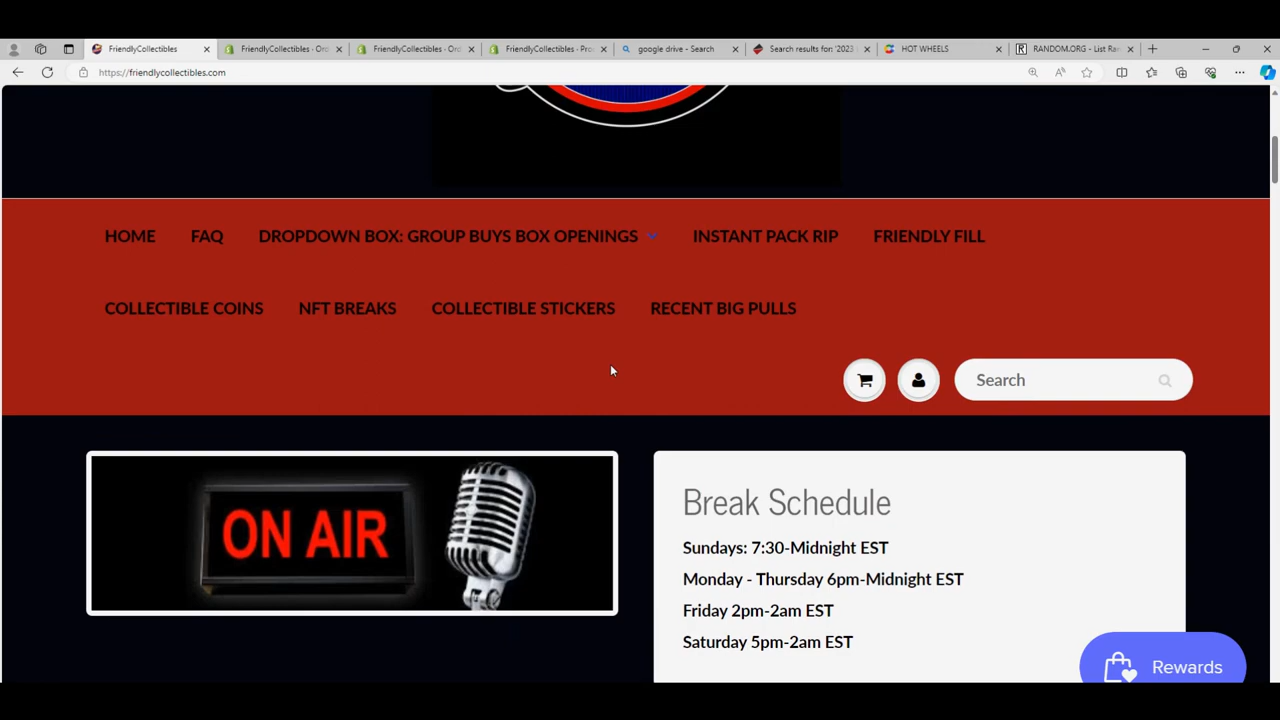 FriendlyCollectibles
FriendlyCollectibles - Ord
FriendlyCollectibles - Ord
FriendlyCollectibles - Pro
google drive - Search
Search results for: '2023
HOT WHEELS
RANDOM.ORG - List Ran
https://friendlycollectibles.com
HOME FAQ DROPDOWN BOX: GROUP BUYS BOX OPENINGS INSTANT PACK RIP FRIENDLY FILL
COLLECTIBLE COINS NFT BREAKS COLLECTIBLE STICKERS RECENT BIG PULLS
Search
ON AIR
Break Schedule
Sundays: 7:30-Midnight EST
Monday - Thursday 6pm-Midnight EST
Friday 2pm-2am EST
Saturday 5pm-2am EST
Rewards